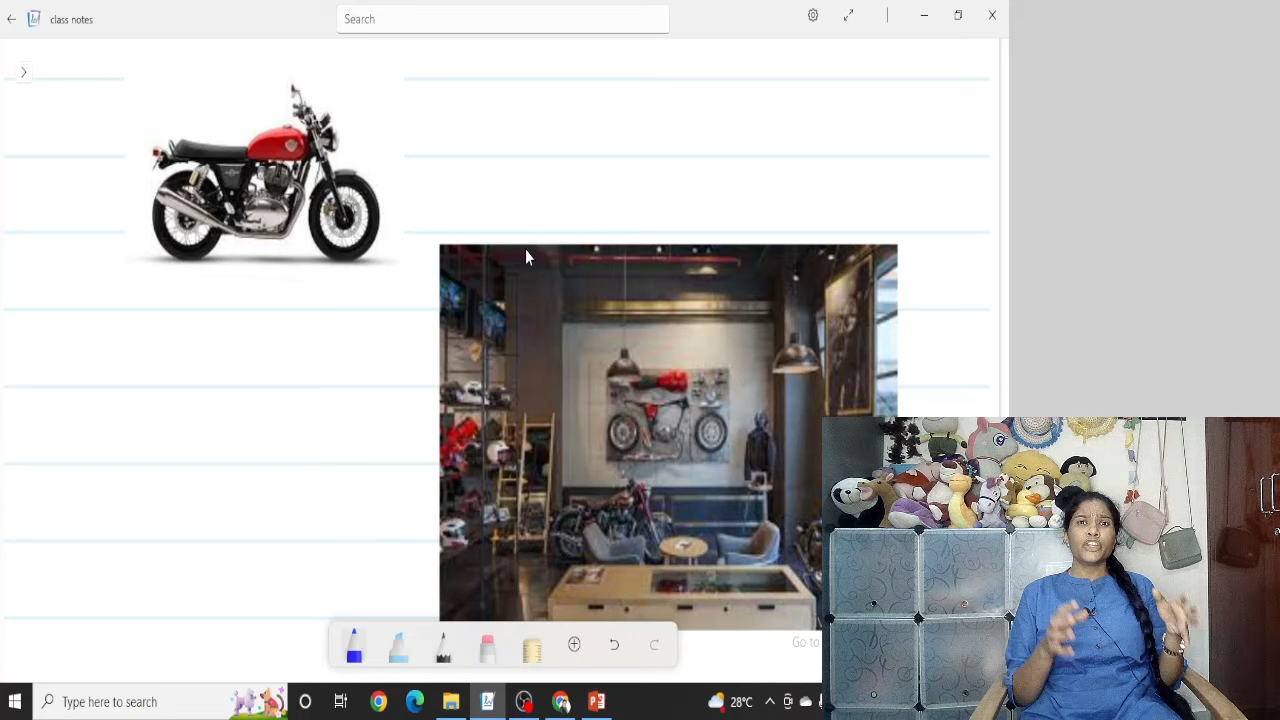 class notes
Search
Go to
Type here to search
28°C